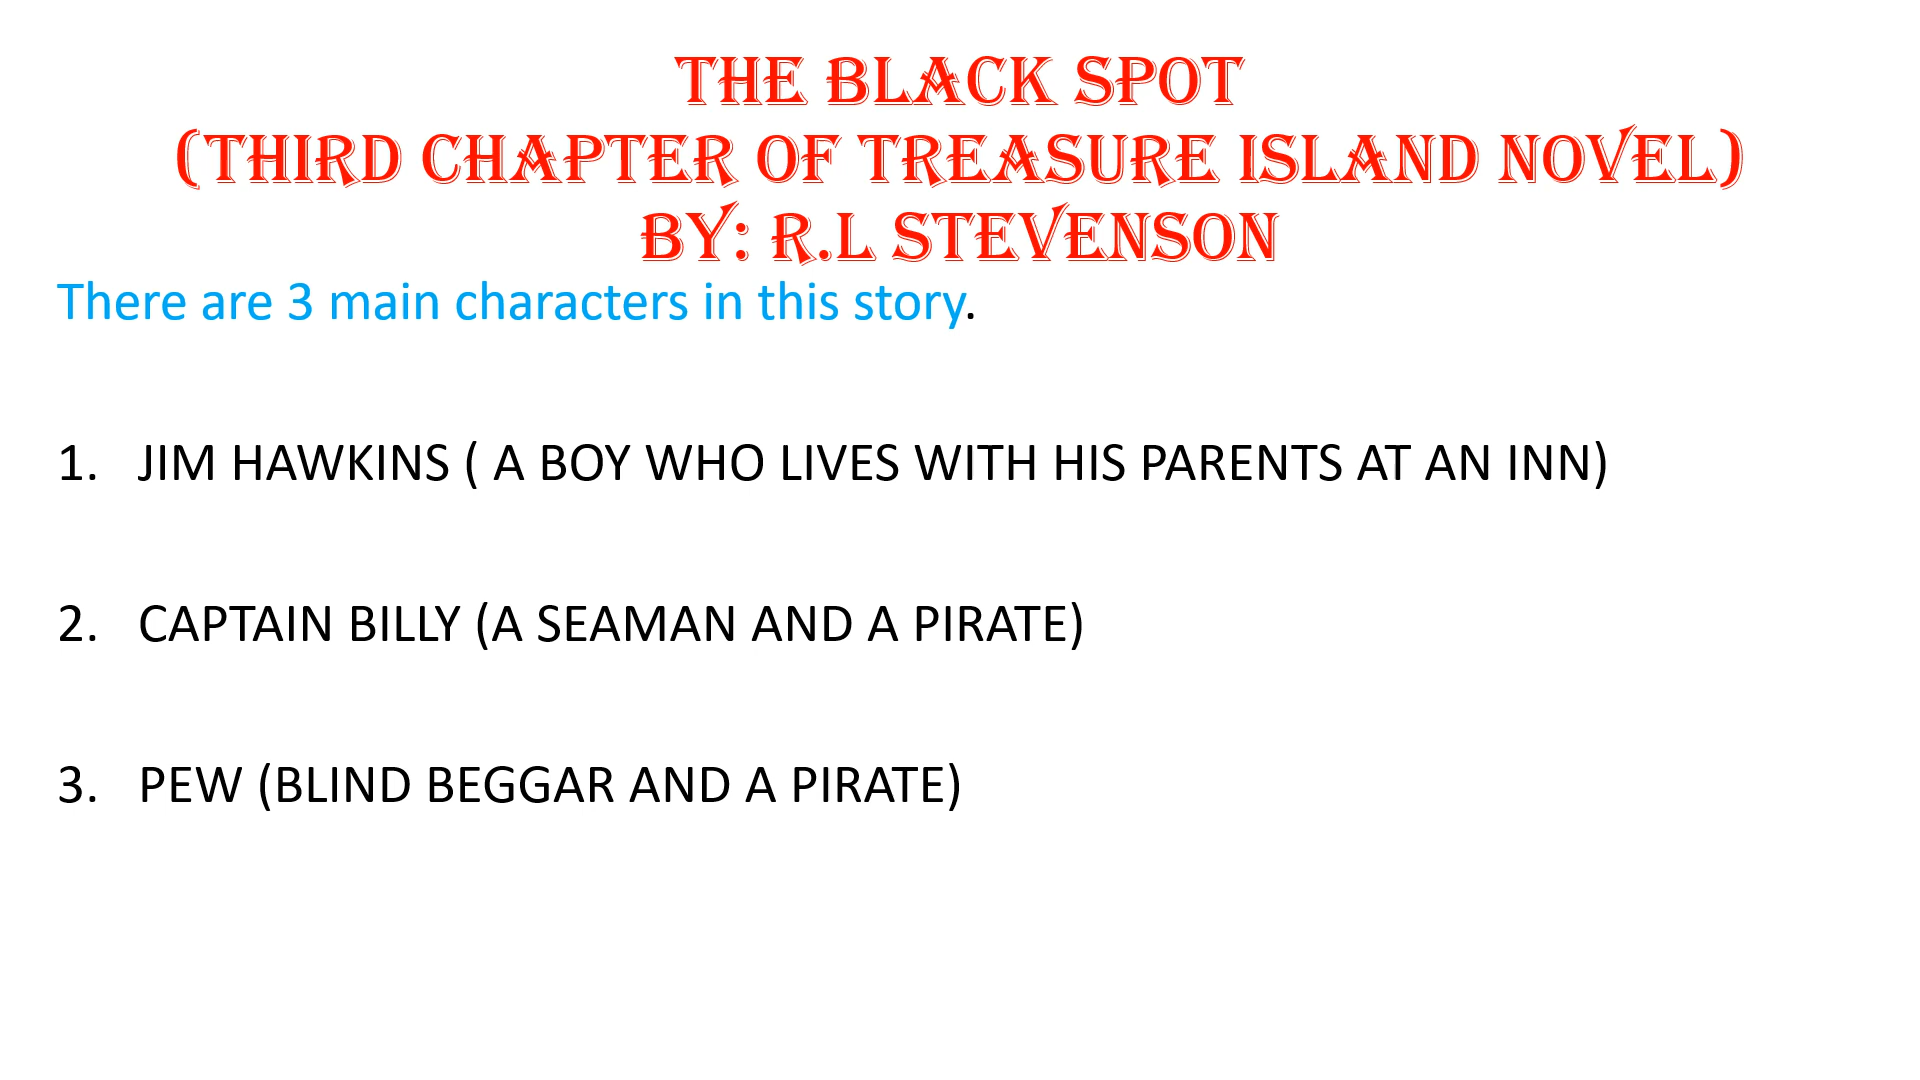 THE BLACK SPOT
(THIRD CHAPTER OF TREASURE ISLAND NOVEL)
BY: R.L STEVENSON
There are 3 main characters in this story.
1. JIM HAWKINS ( A BOY WHO LIVES WITH HIS PARENTS AT AN INN)
2. CAPTAIN BILLY (A SEAMAN AND A PIRATE)
3. PEW (BLIND BEGGAR AND A PIRATE)